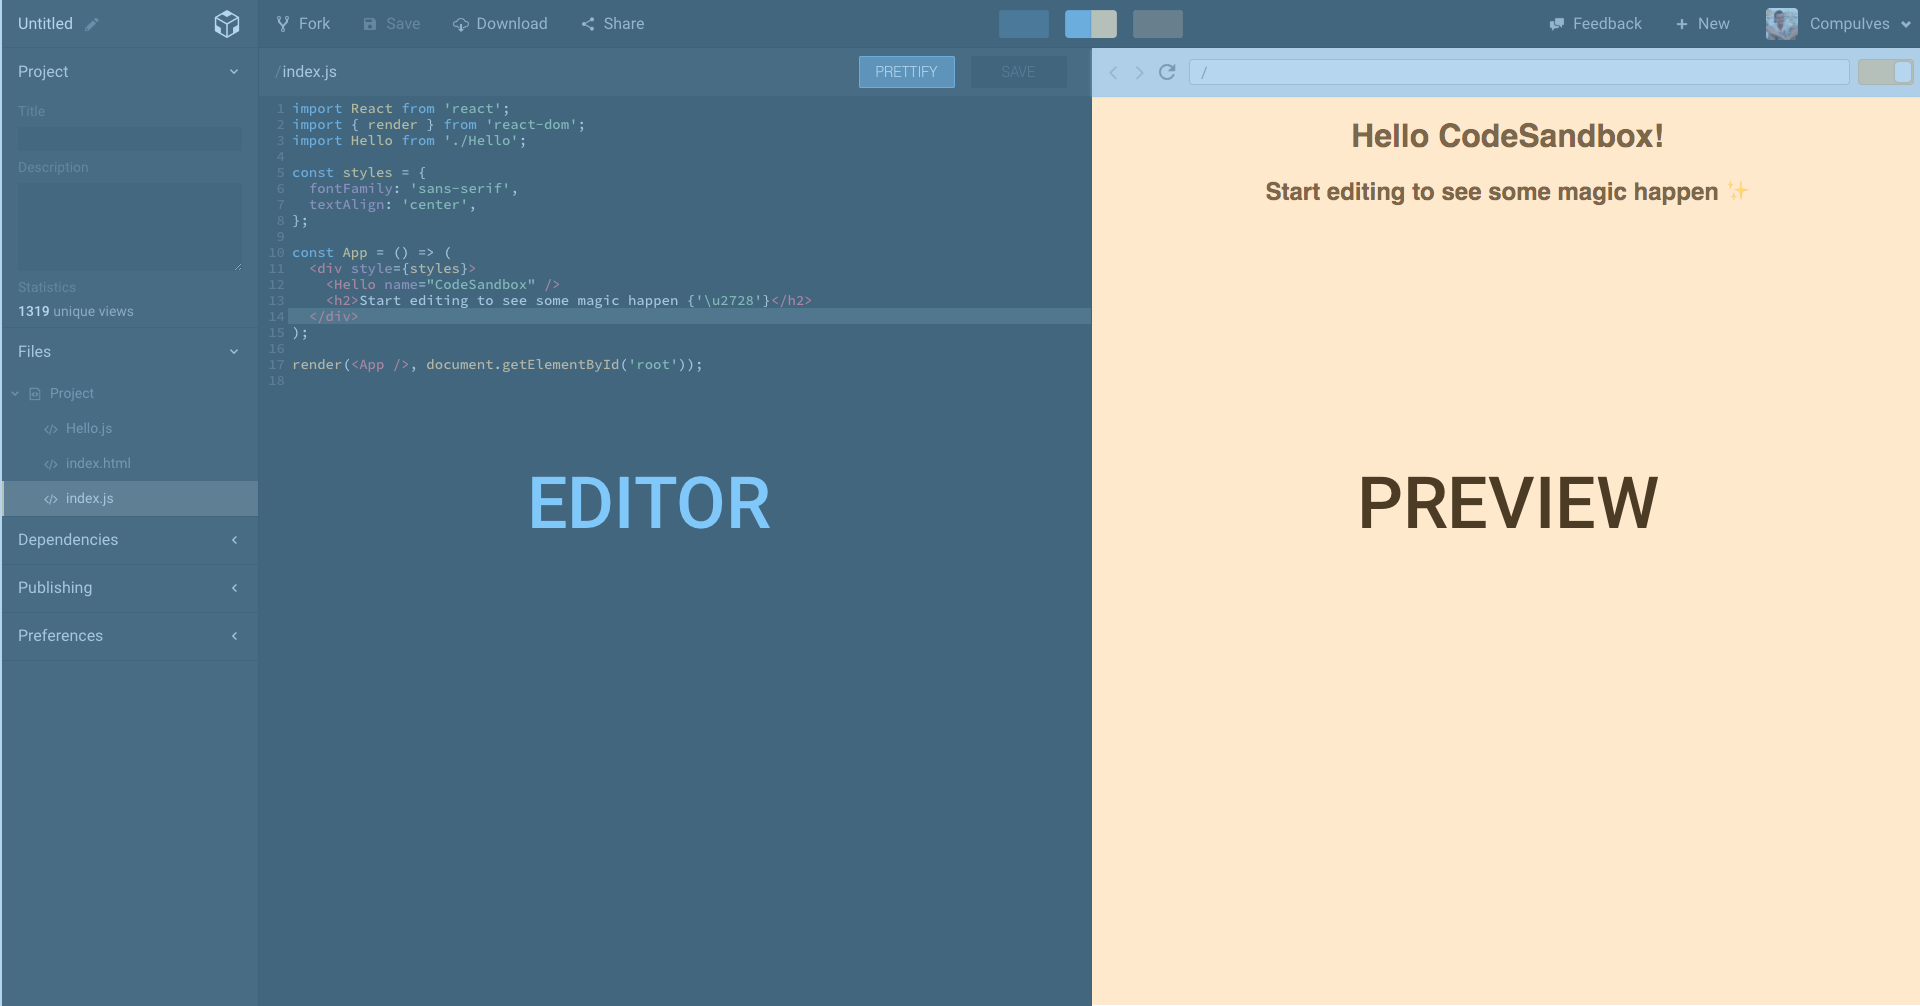 Untitled
Fork Save Download Share
Feedback + New Compulves
Project
Title
Description
Statistics
1319 unique views
Files
Project
Hello.js
index.html
index.js
Dependencies
Publishing
Preferences
/index.js
PRETTIFY SAVE
1 import React from 'react';
2 import { render } from 'react-dom';
3 import Hello from './Hello';
4
5 const styles = {
6   fontFamily: 'sans-serif',
7   textAlign: 'center',
8 };
9
10 const App = () => (
11   <div style={styles}>
12     <Hello name="CodeSandbox" />
13     <h2>Start editing to see some magic happen {'\u2728'}</h2>
14   </div>
15 );
16
17 render(<App />, document.getElementById('root'));
18
EDITOR
/
Hello CodeSandbox!
Start editing to see some magic happen ✨
PREVIEW